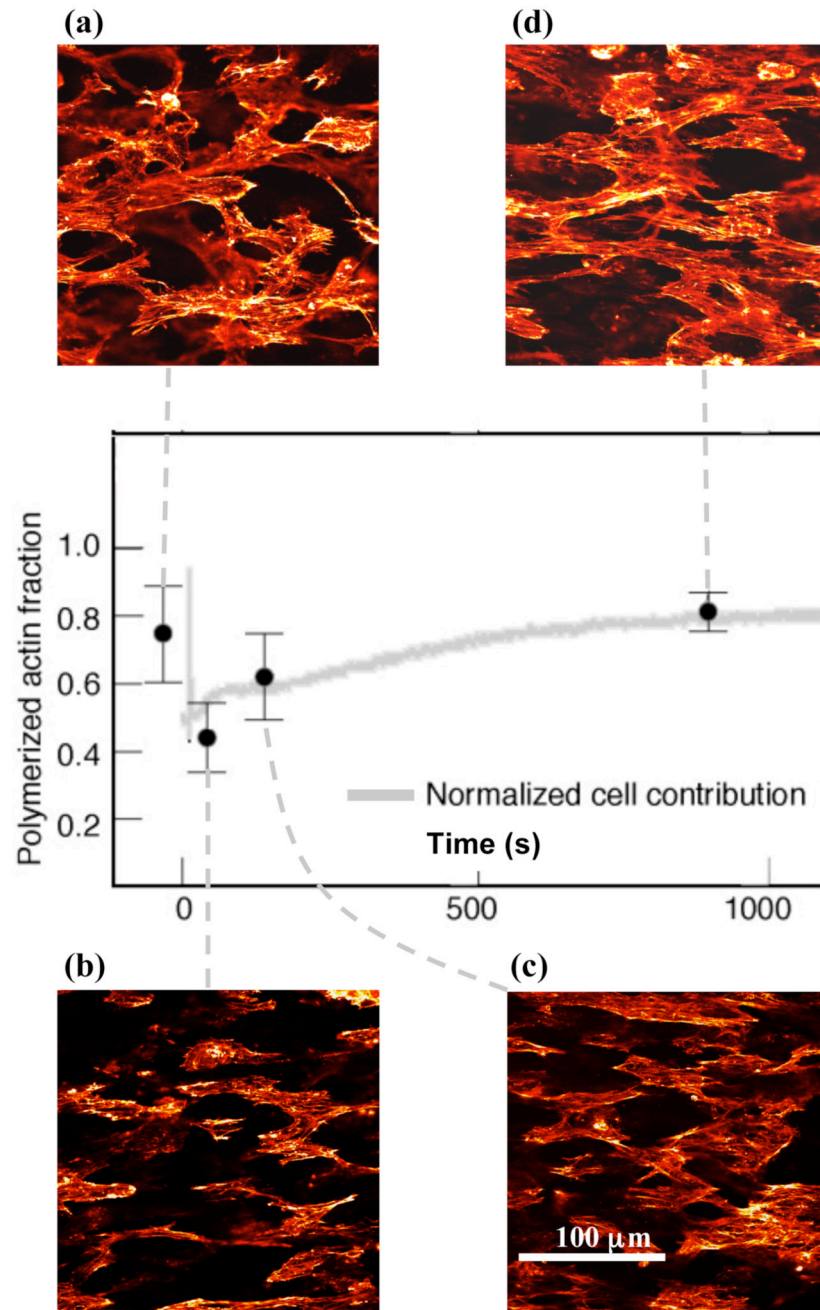 (a)
(d)
Polymerized actin fraction
1.0
0.8
0.6
0.4
0.2
Normalized cell contribution
Time (s)
0
500
1000
(b)
(c)
100 μm